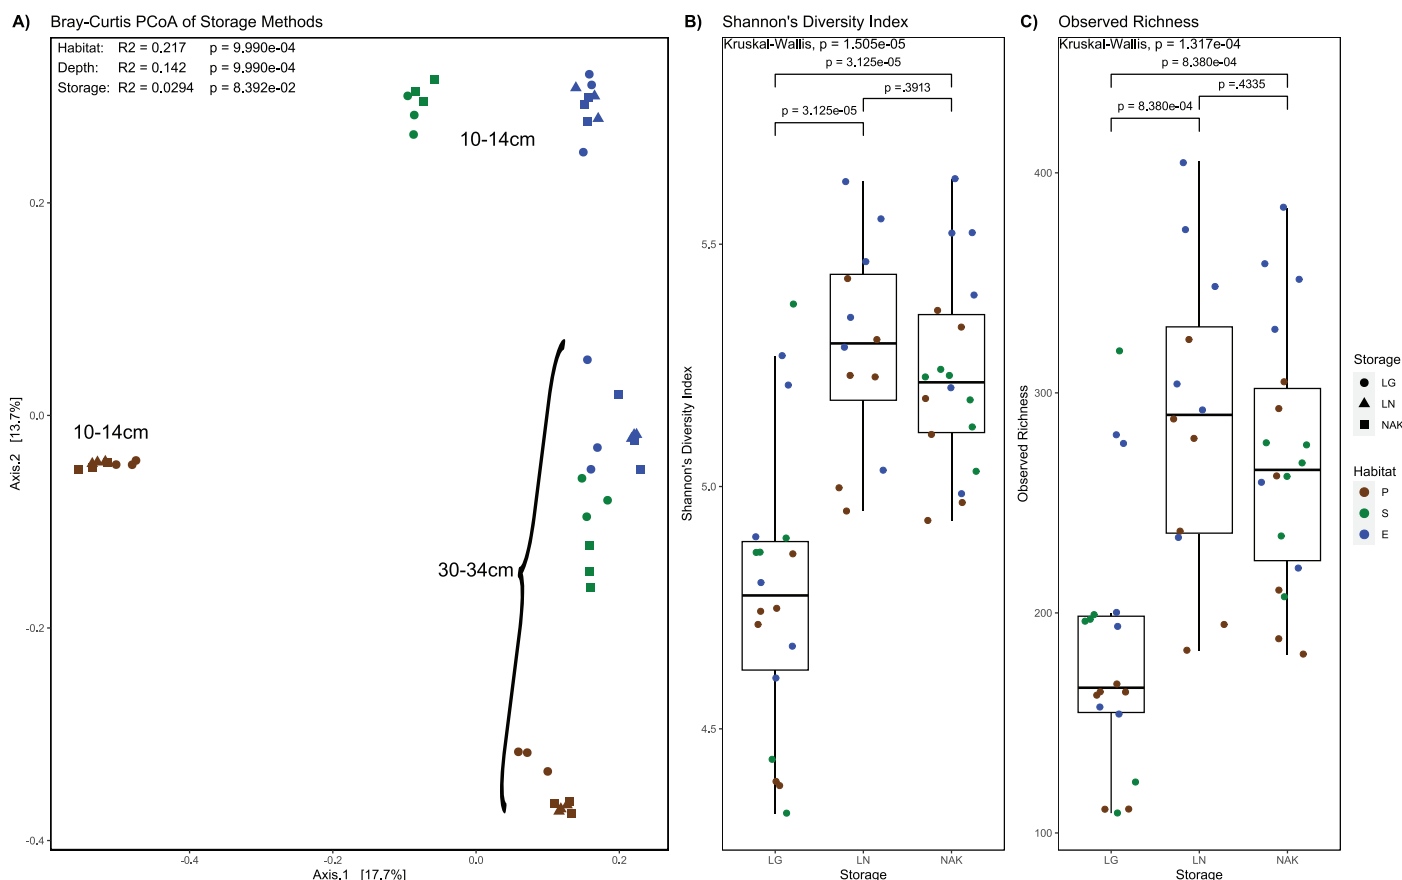 A) Bray-Curtis PCoA of Storage Methods
Habitat: R2 = 0.217 p = 9.990e-04
Depth: R2 = 0.142 p = 9.990e-04
Storage: R2 = 0.0294 p = 8.392e-02
10-14cm
10-14cm
30-34cm
0.2
0.0
-0.2
-0.4
Axis.2 [13.7%]
-0.4
-0.2
0.0
0.2
Axis.1 [17.7%]
B) Shannon's Diversity Index
Kruskal-Wallis, p = 1.505e-05
p = 3.125e-05
p = .3913
p = 3.125e-05
5.5
5.0
4.5
Shannon's Diversity Index
LG LN NAK
Storage
C) Observed Richness
Kruskal-Wallis, p = 1.317e-04
p = 8.380e-04
p = .4335
p = 8.380e-04
400
300
200
100
Observed Richness
LG LN NAK
Storage
Storage
LG
LN
NAK
Habitat
P
S
E